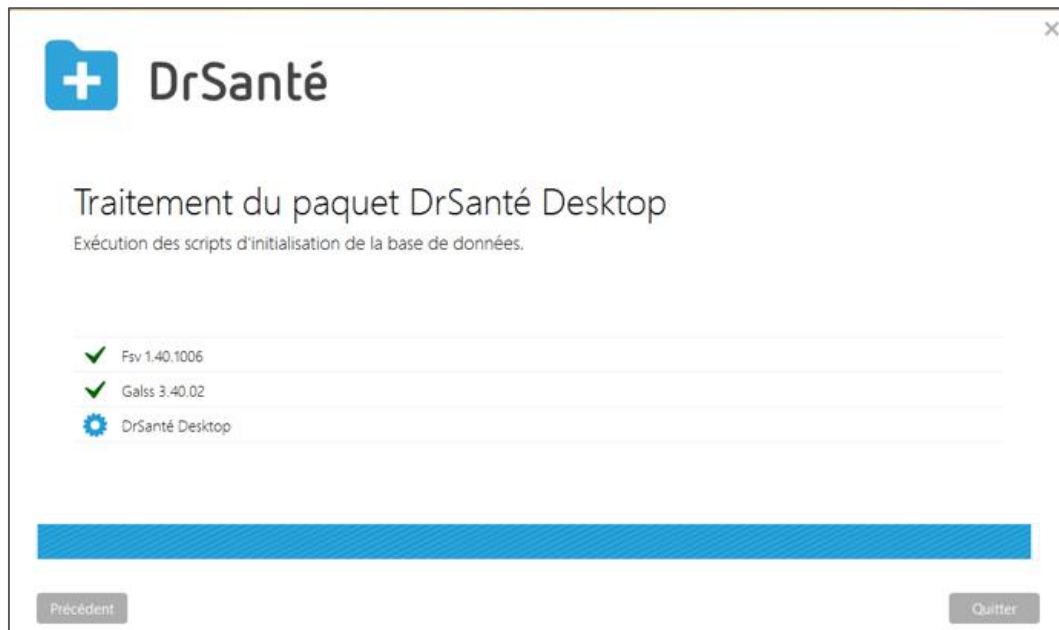 DrSanté
Traitement du paquet DrSanté Desktop
Exécution des scripts d'initialisation de la base de données.
Fsv 1.40.1006
Galss 3.40.02
DrSanté Desktop
Précédent
Quitter